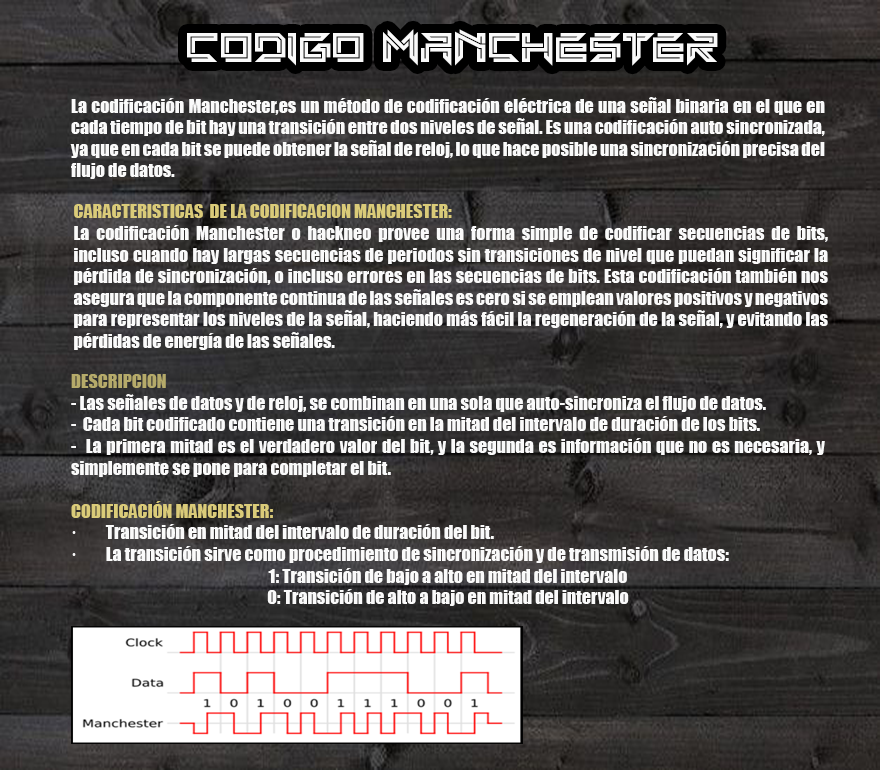 CODIGO MANCHESTER
La codificación Manchester,es un método de codificación eléctrica de una señal binaria en el que en
cada tiempo de bit hay una transición entre dos niveles de señal. Es una codificación auto sincronizada,
ya que en cada bit se puede obtener la señal de reloj, lo que hace posible una sincronización precisa del
flujo de datos.
CARACTERISTICAS DE LA CODIFICACION MANCHESTER:
La codificación Manchester o hackneo provee una forma simple de codificar secuencias de bits,
incluso cuando hay largas secuencias de periodos sin transiciones de nivel que puedan significar la
pérdida de sincronización, o incluso errores en las secuencias de bits. Esta codificación también nos
asegura que la componente continua de las señales es cero si se emplean valores positivos y negativos
para representar los niveles de la señal, haciendo más fácil la regeneración de la señal, y evitando las
pérdidas de energía de las señales.
DESCRIPCION
- Las señales de datos y de reloj, se combinan en una sola que auto-sincroniza el flujo de datos.
- Cada bit codificado contiene una transición en la mitad del intervalo de duración de los bits.
- La primera mitad es el verdadero valor del bit, y la segunda es información que no es necesaria, y
simplemente se pone para completar el bit.
CODIFICACIÓN MANCHESTER:
· Transición en mitad del intervalo de duración del bit.
· La transición sirve como procedimiento de sincronización y de transmisión de datos:
1: Transición de bajo a alto en mitad del intervalo
0: Transición de alto a bajo en mitad del intervalo
Clock
Data
1 0 1 0 0 1 1 1 0 0 1
Manchester